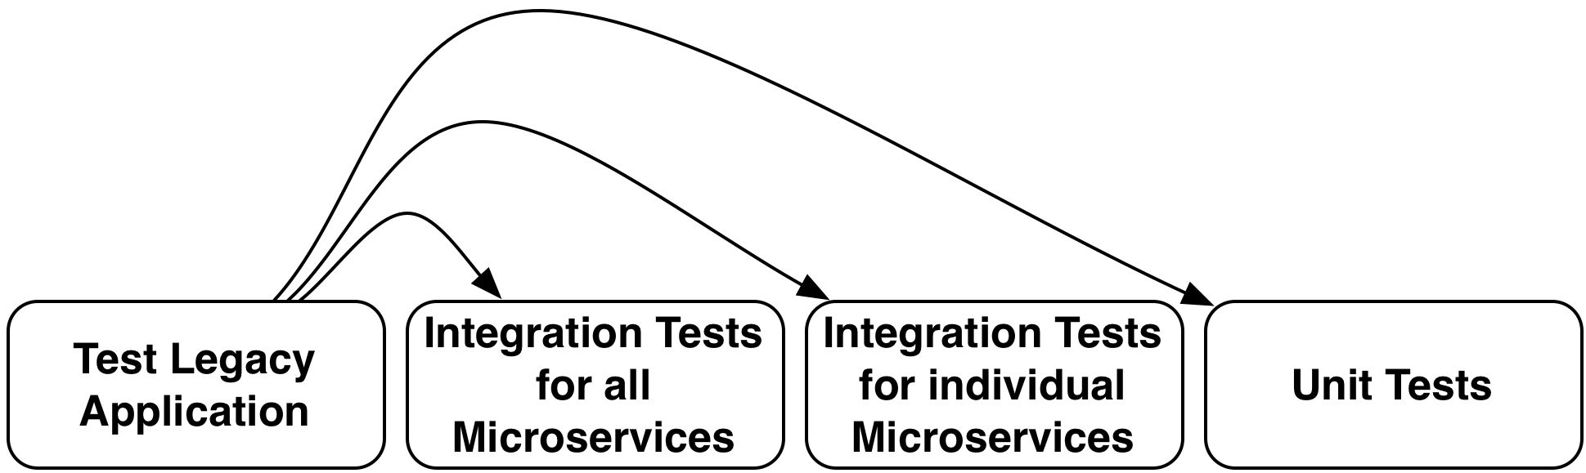 Test Legacy
Application
Integration Tests
for all
Microservices
Integration Tests
for individual
Microservices
Unit Tests